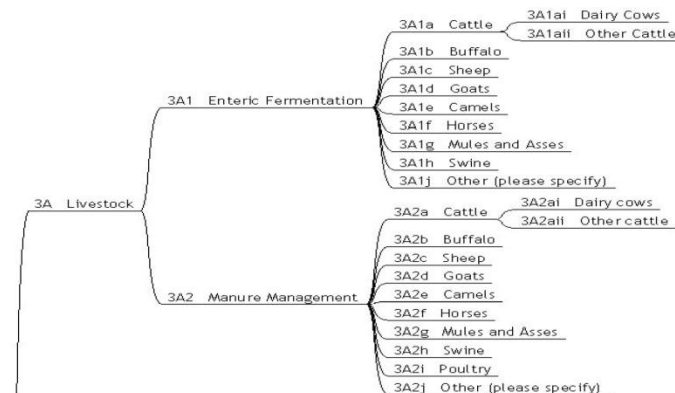 3A Livestock
3A1 Enteric Fermentation
3A1a Cattle
3A1ai Dairy Cows
3A1aii Other Cattle
3A1b Buffalo
3A1c Sheep
3A1d Goats
3A1e Camels
3A1f Horses
3A1g Mules and Asses
3A1h Swine
3A1j Other (please specify)
3A2 Manure Management
3A2a Cattle
3A2ai Dairy cows
3A2aii Other cattle
3A2b Buffalo
3A2c Sheep
3A2d Goats
3A2e Camels
3A2f Horses
3A2g Mules and Asses
3A2h Swine
3A2i Poultry
3A2j Other (please specify)